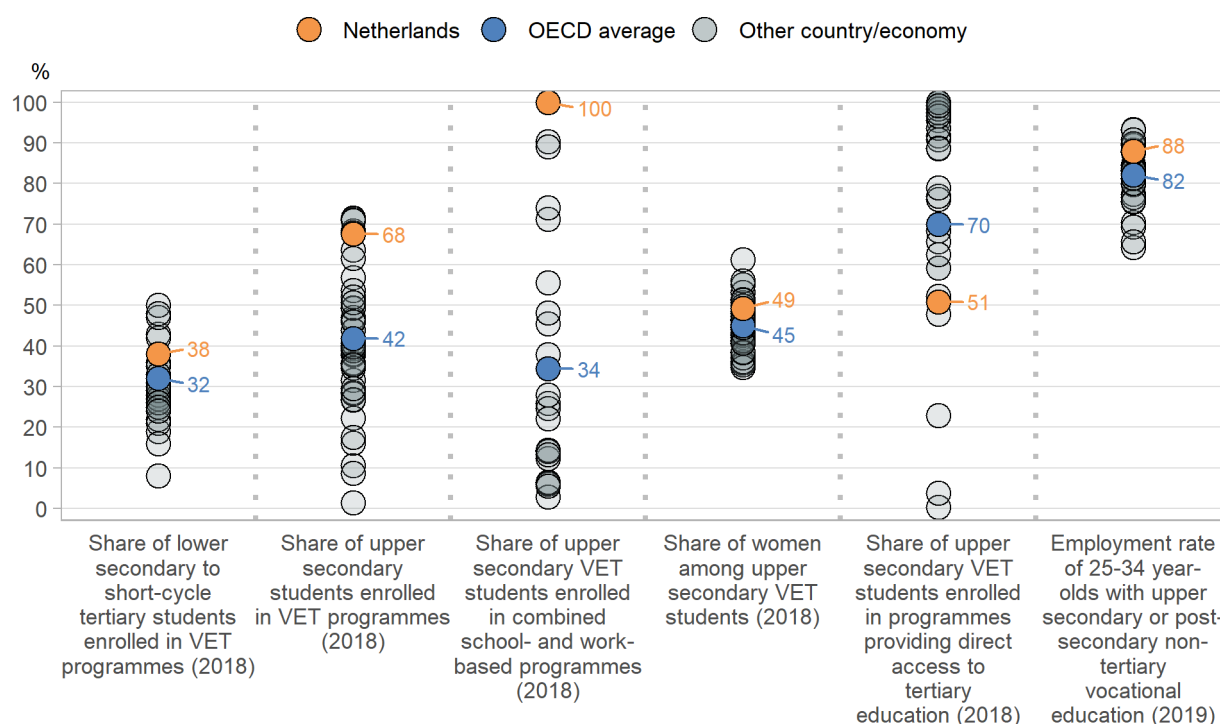 Netherlands OECD average Other country/economy
%
100
90
80
70
60
50
40
30
20
10
0
38
32
68
42
100
34
49
45
70
51
88
82
Share of lower
secondary to
short-cycle
tertiary students
enrolled in VET
programmes (2018)
Share of upper
secondary
students enrolled
in VET programmes
(2018)
Share of upper
secondary VET
students enrolled
in combined
school- and work-
based programmes
(2018)
Share of women
among upper
secondary VET
students (2018)
Share of upper
secondary VET
students enrolled
in programmes
providing direct
access to
tertiary
education (2018)
Employment rate
of 25-34 year-
olds with upper
secondary or post-
secondary non-
tertiary
vocational
education (2019)